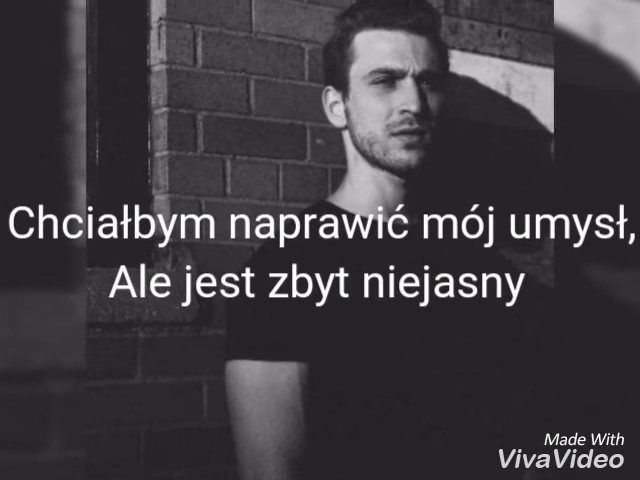 Chciałbym naprawić mój umysł,
Ale jest zbyt niejasny
Made With
VivaVideo